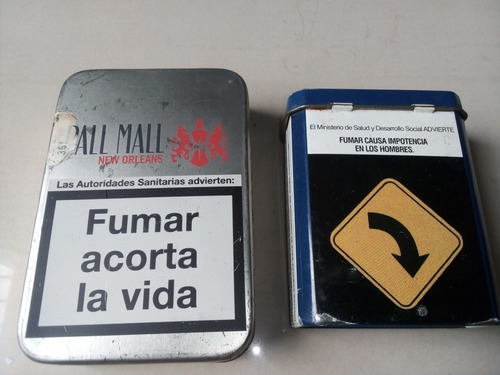 PALL MALL
NEW ORLEANS
Las Autoridades Sanitarias advierten:
Fumar
acorta
la vida
El Ministerio de Salud y Desarrollo Social ADVIERTE
FUMAR CAUSA IMPOTENCIA
EN LOS HOMBRES.